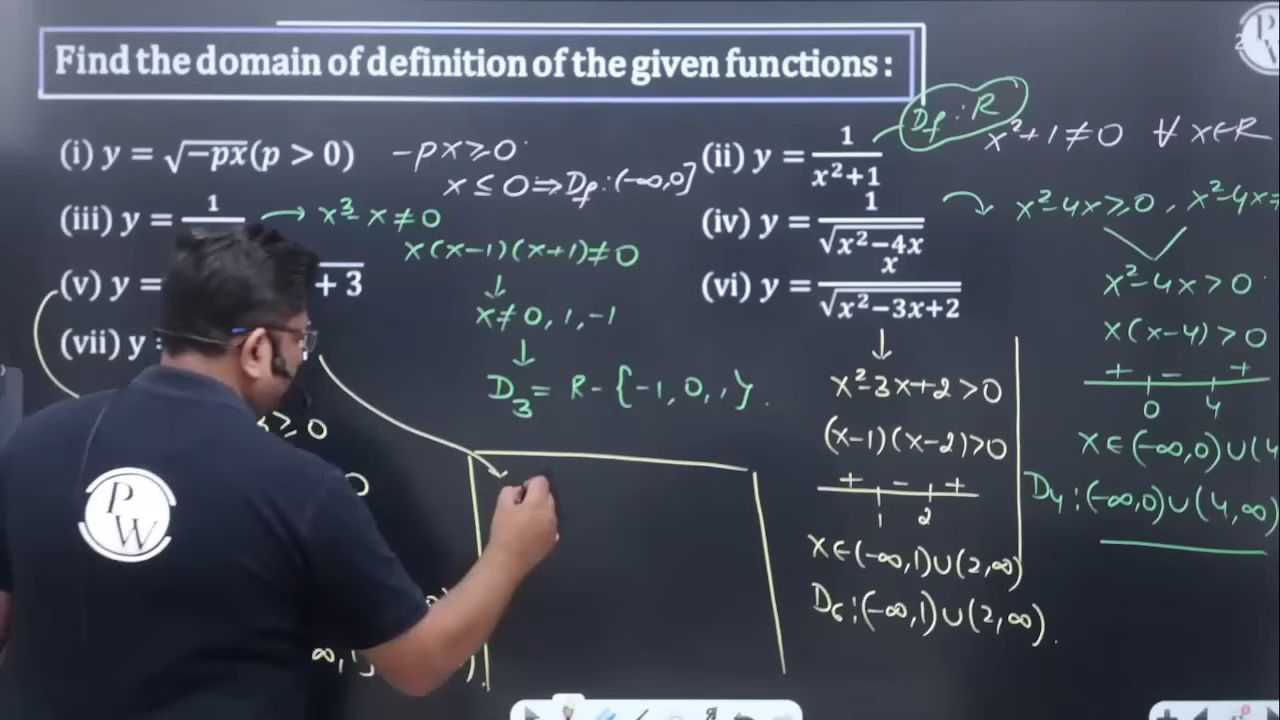 Find the domain of definition of the given functions :
(i) y = √−px (p > 0)
−px ≥ 0
x ≤ 0 ⇒ Df : (−∞,0]
(ii) y = 1/(x²+1)
Df : R
x²+1 ≠ 0 ∀ x∈R
(iii) y = 1
x³−x ≠ 0
x(x−1)(x+1) ≠ 0
↓
x ≠ 0, 1, −1
↓
D₃ = R − {−1, 0, 1}.
(iv) y = 1/√x²−4x
x²−4x ≥ 0, x²−4x ≠
x²−4x > 0
x(x−4) > 0
+ − +
0 4
x∈(−∞,0)∪(4
D₄ : (−∞,0)∪(4,∞)
(v) y =
+ 3
(vi) y = x/√x²−3x+2
↓
x²−3x+2 > 0
(x−1)(x−2) > 0
+ − +
1 2
x∈(−∞,1)∪(2,∞)
D₆ : (−∞,1)∪(2,∞).
(vii) y
≥ 0
0
PW